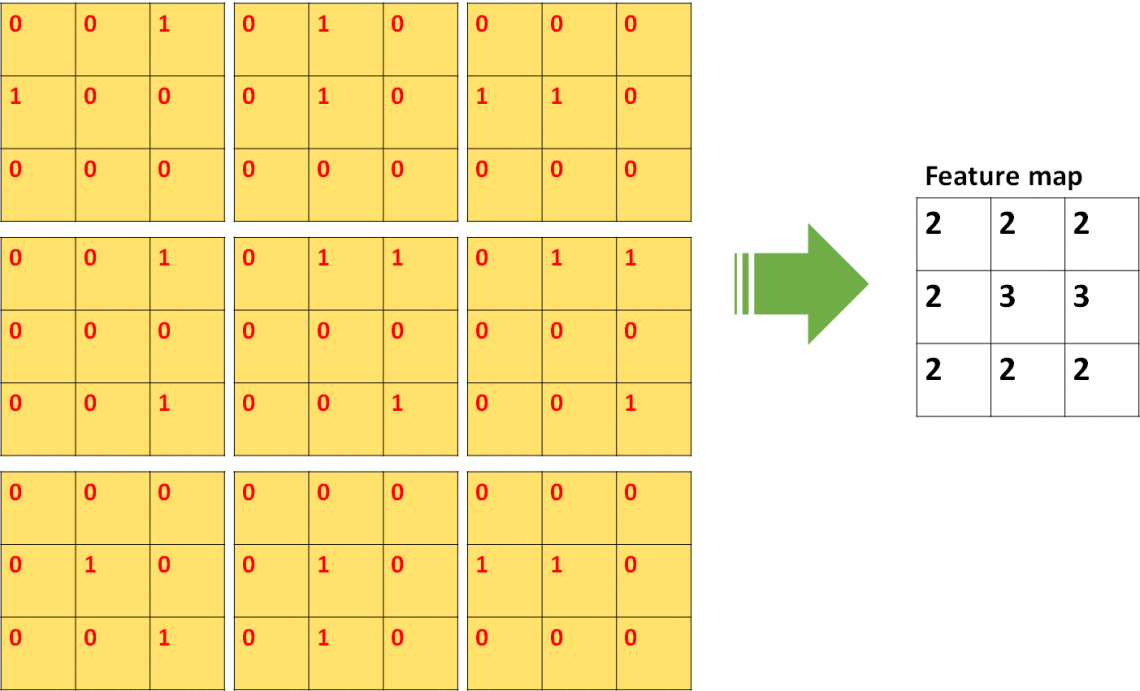 0 0 1 0 1 0 0 0 0
1 0 0 0 1 0 1 1 0
0 0 0 0 0 0 0 0 0
Feature map
2 2 2
0 0 1 0 1 1 0 1 1
0 0 0 0 0 0 0 0 0
2 3 3
0 0 1 0 0 1 0 0 1
2 2 2
0 0 0 0 0 0 0 0 0
0 1 0 0 1 0 1 1 0
0 0 1 0 1 0 0 0 0